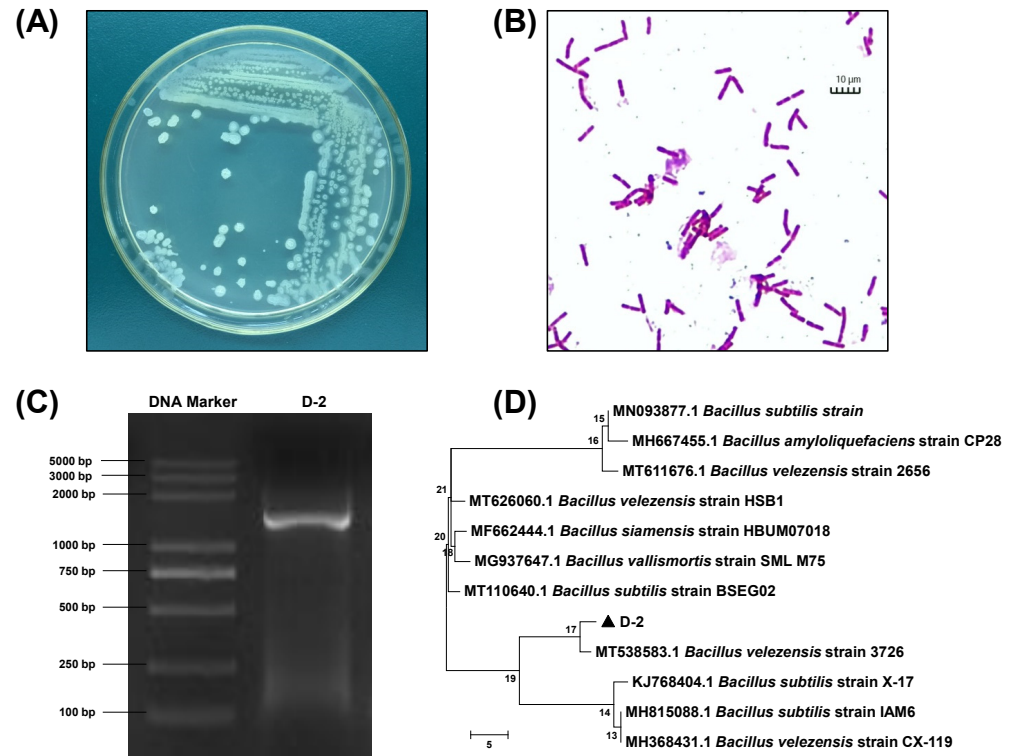 (A)
(B)
10 µm
(C)
DNA Marker
D-2
5000 bp
3000 bp
2000 bp
1000 bp
750 bp
500 bp
250 bp
100 bp
(D)
15
MN093877.1 Bacillus subtilis strain
16
MH667455.1 Bacillus amyloliquefaciens strain CP28
MT611676.1 Bacillus velezensis strain 2656
21
MT626060.1 Bacillus velezensis strain HSB1
20
MF662444.1 Bacillus siamensis strain HBUM07018
18
MG937647.1 Bacillus vallismortis strain SML M75
MT110640.1 Bacillus subtilis strain BSEG02
17
D-2
MT538583.1 Bacillus velezensis strain 3726
19
KJ768404.1 Bacillus subtilis strain X-17
14
MH815088.1 Bacillus subtilis strain IAM6
13
MH368431.1 Bacillus velezensis strain CX-119
5